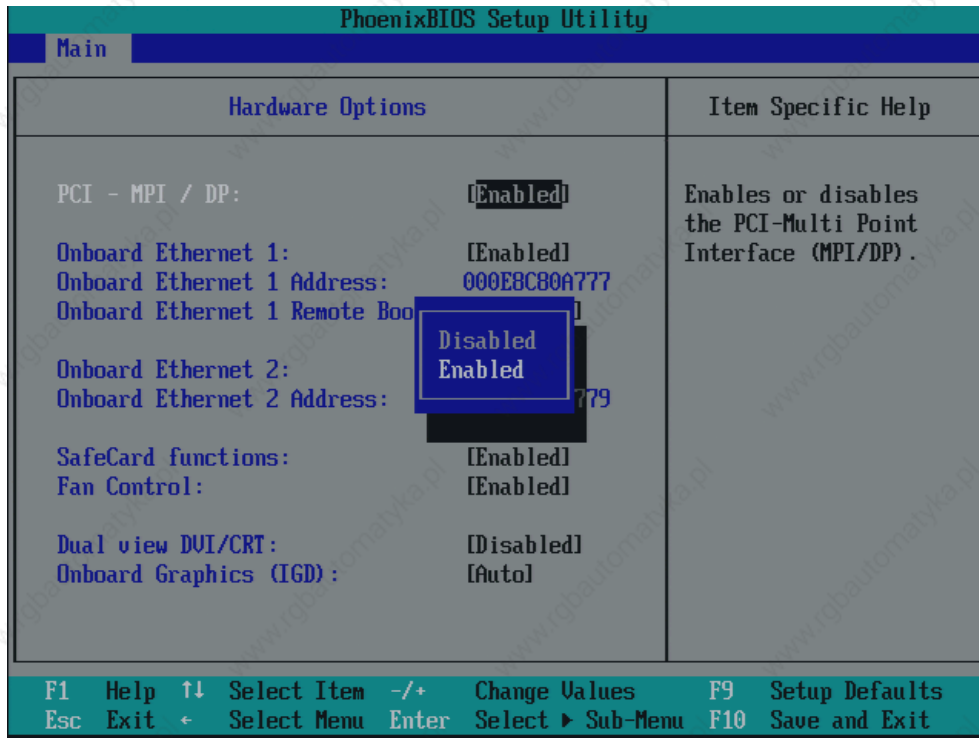 PhoenixBIOS Setup Utility
Main
Hardware Options
Item Specific Help
PCI - MPI / DP: [Enabled]
Onboard Ethernet 1: [Enabled]
Onboard Ethernet 1 Address: 000E8C80A777
Onboard Ethernet 1 Remote Boo ]
Onboard Ethernet 2:
Onboard Ethernet 2 Address: 779
SafeCard functions: [Enabled]
Fan Control: [Enabled]
Dual view DVI/CRT: [Disabled]
Onboard Graphics (IGD): [Auto]
Disabled
Enabled
Enables or disables
the PCI-Multi Point
Interface (MPI/DP).
F1 Help ↑↓ Select Item -/+ Change Values F9 Setup Defaults
Esc Exit ← Select Menu Enter Select ▶ Sub-Menu F10 Save and Exit
www.rgbautomatyka.pl